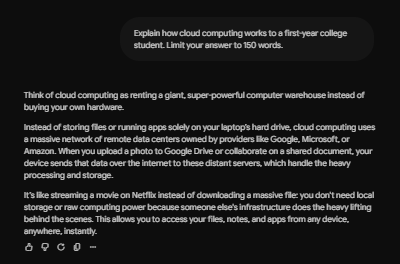 Explain how cloud computing works to a first-year college
student. Limit your answer to 150 words.
Think of cloud computing as renting a giant, super-powerful computer warehouse instead of
buying your own hardware.
Instead of storing files or running apps solely on your laptop's hard drive, cloud computing uses
a massive network of remote data centers owned by providers like Google, Microsoft, or
Amazon. When you upload a photo to Google Drive or collaborate on a shared document, your
device sends that data over the internet to these distant servers, which handle the heavy
processing and storage.
It's like streaming a movie on Netflix instead of downloading a massive file: you don't need local
storage or raw computing power because someone else's infrastructure does the heavy lifting
behind the scenes. This allows you to access your files, notes, and apps from any device,
anywhere, instantly.